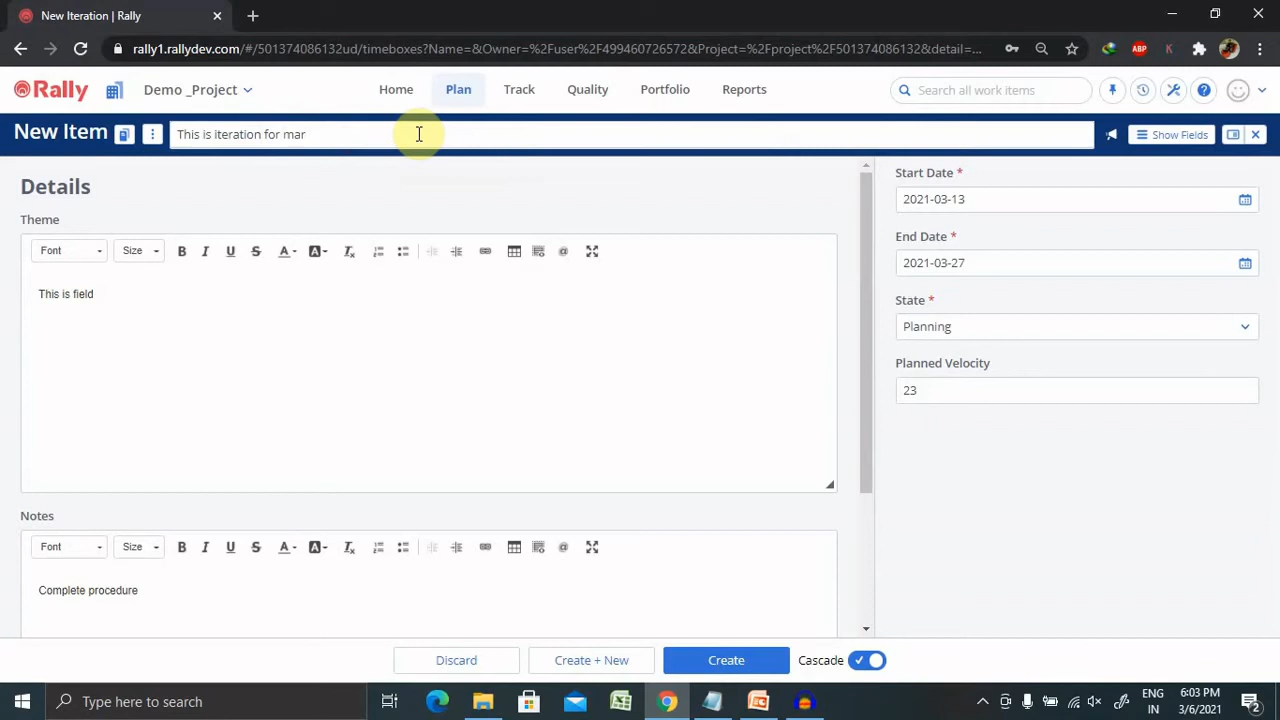 New Iteration | Rally
rally1.rallydev.com/#/501374086132ud/timeboxes?Name=&Owner=%2Fuser%2F499460726572&Project=%2Fproject%2F501374086132&detail=...
ABP
K
Rally
Demo _Project
Home
Plan
Track
Quality
Portfolio
Reports
Search all work items
New Item
This is iteration for mar
Show Fields
Details
Theme
Font
Size
B
I
U
S
A
A
Tx
@
This is field
Start Date *
2021-03-13
End Date *
2021-03-27
State *
Planning
Planned Velocity
23
Notes
Font
Size
B
I
U
S
A
A
Tx
@
Complete procedure
Discard
Create + New
Create
Cascade
Type here to search
ENG
IN
6:03 PM
3/6/2021
2